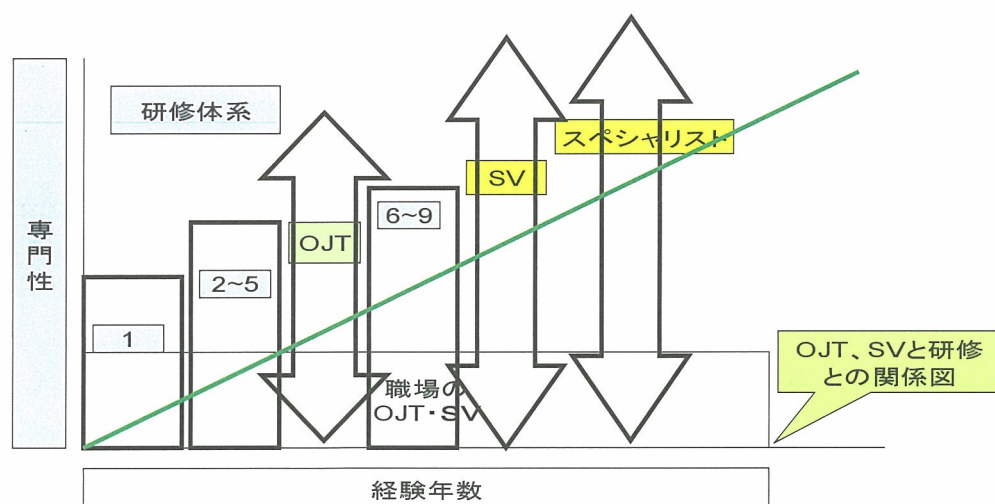 研修体系
スペシャリスト
SV
6~9
OJT
専門性
2~5
1
OJT、SVと研修
との関係図
職場の
OJT・SV
経験年数